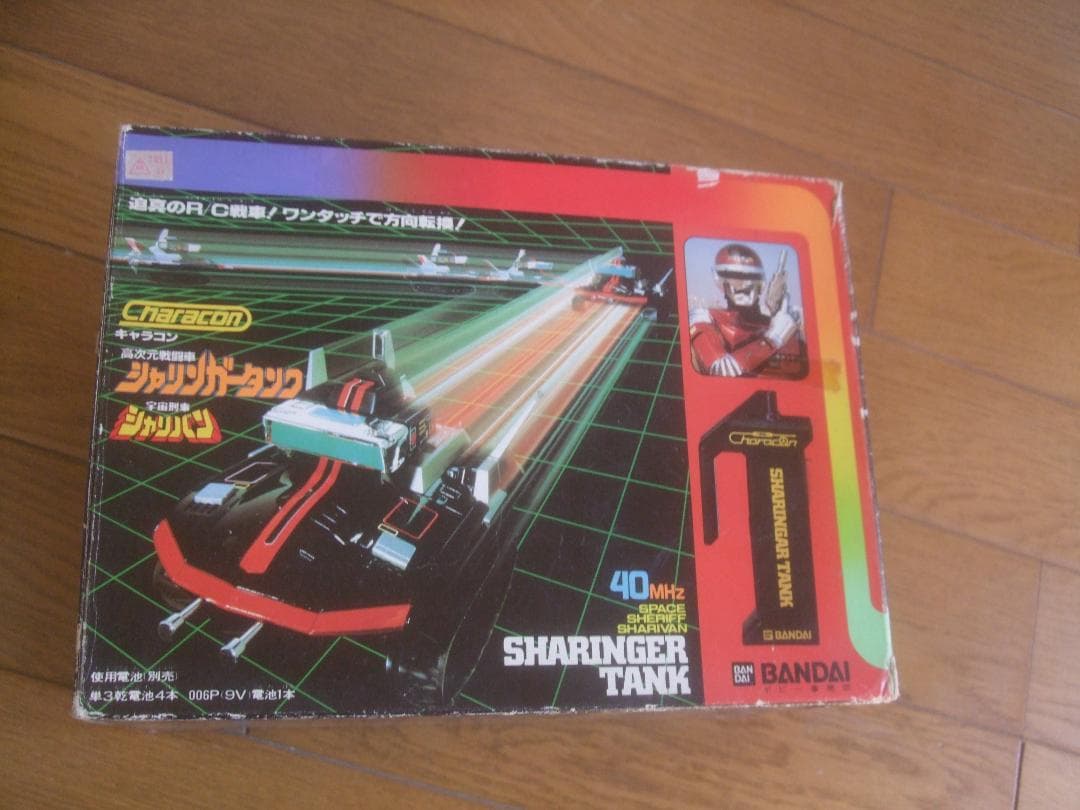 迫真のR/C戦車!ワンタッチで方向転換!
Characon
キャラコン
高次元戦闘車
シャリンガータンク
宇宙刑事
シャリバン
40MHz
SPACE
SHERIFF
SHARIVAN
SHARINGER
TANK
使用電池(別売)
単3乾電池4本 006P(9V)電池1本
Characon
SHARINGAR TANK
BANDAI
BAN
DAI
BANDAI